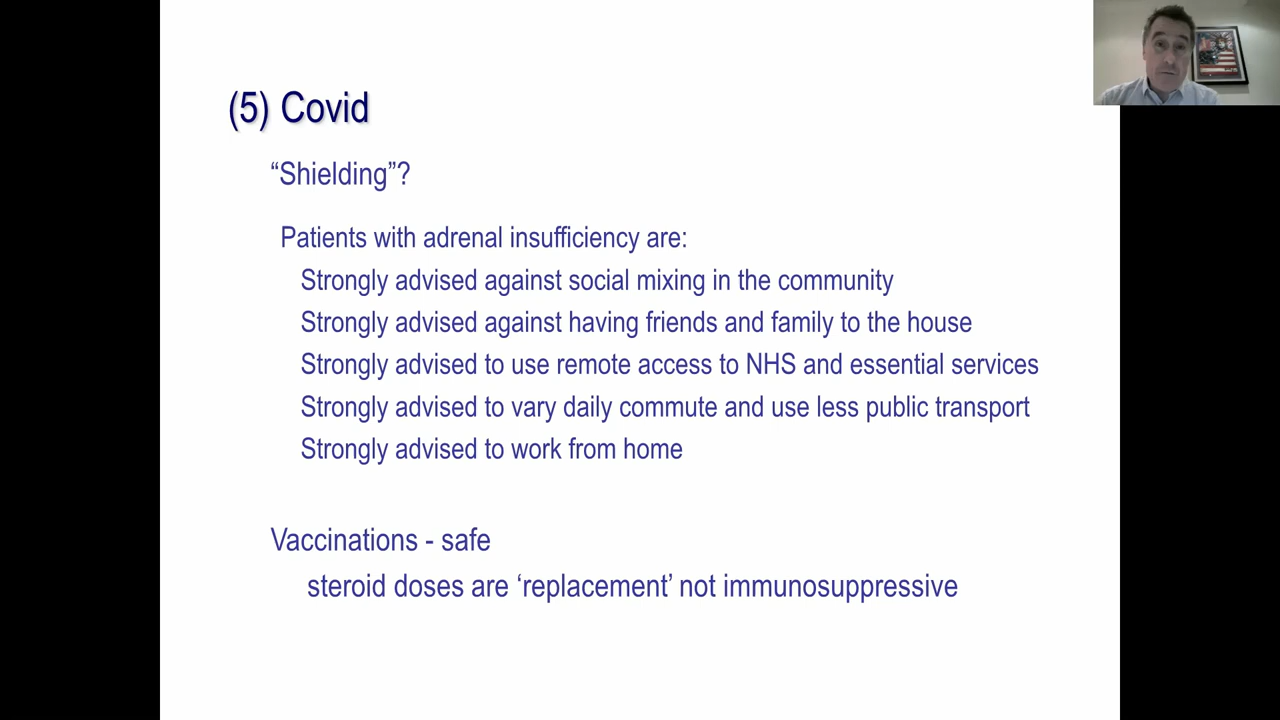 (5) Covid
“Shielding”?
Patients with adrenal insufficiency are:
Strongly advised against social mixing in the community
Strongly advised against having friends and family to the house
Strongly advised to use remote access to NHS and essential services
Strongly advised to vary daily commute and use less public transport
Strongly advised to work from home
Vaccinations - safe
steroid doses are ‘replacement’ not immunosuppressive